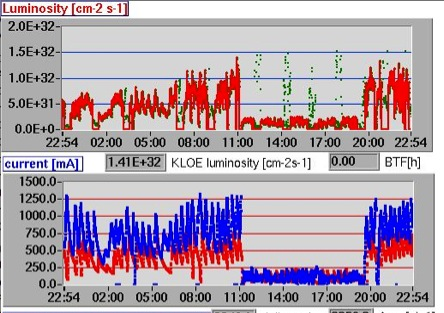 Luminosity [cm-2 s-1]
2.0E+32
1.5E+32
1.0E+32
5.0E+31
0.0E+0
22:54 02:00 05:00 08:00 11:00 14:00 17:00 20:00 22:54
current [mA] 1.41E+32 KLOE luminosity [cm-2s-1] 0.00 BTF[h]
1500.0
1250.0
1000.0
750.0
500.0
250.0
0.0
22:54 02:00 05:00 08:00 11:00 14:00 17:00 20:00 22:54